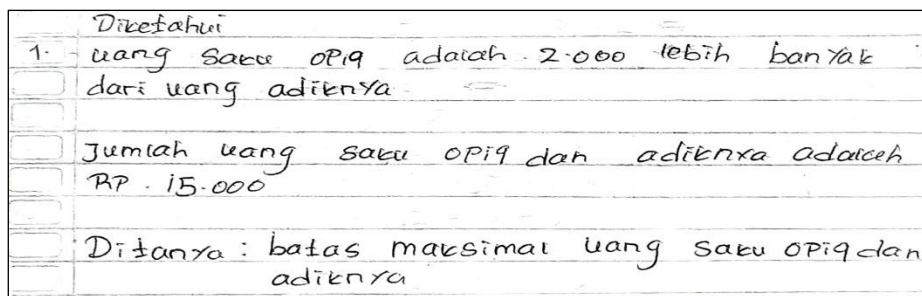 Diketahui
1. uang saku opiq adalah 2.000 lebih banyak
dari uang adiknya
Jumlah uang saku opiq dan adiknya adalah
RP. 15.000
Ditanya : batas maksimal uang saku opiq dan
adiknya